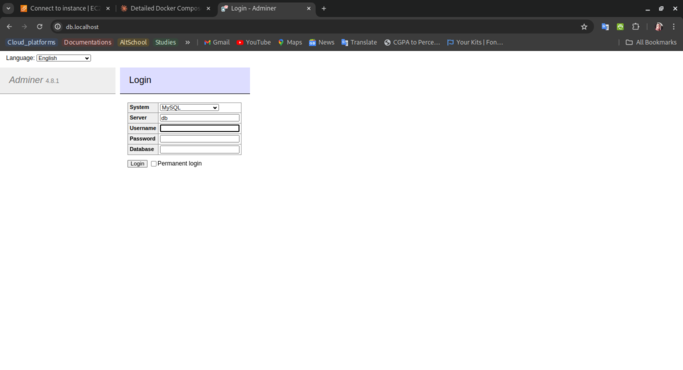 Connect to instance | EC
Detailed Docker Compo
Login - Adminer
db.localhost
Cloud_platforms
Documentations
AltSchool
Studies
Gmail
YouTube
Maps
News
Translate
CGPA to Perce...
Your Kits | Fon...
All Bookmarks
Language: English
Adminer 4.8.1
Login
System MySQL
Server db
Username
Password
Database
Login Permanent login